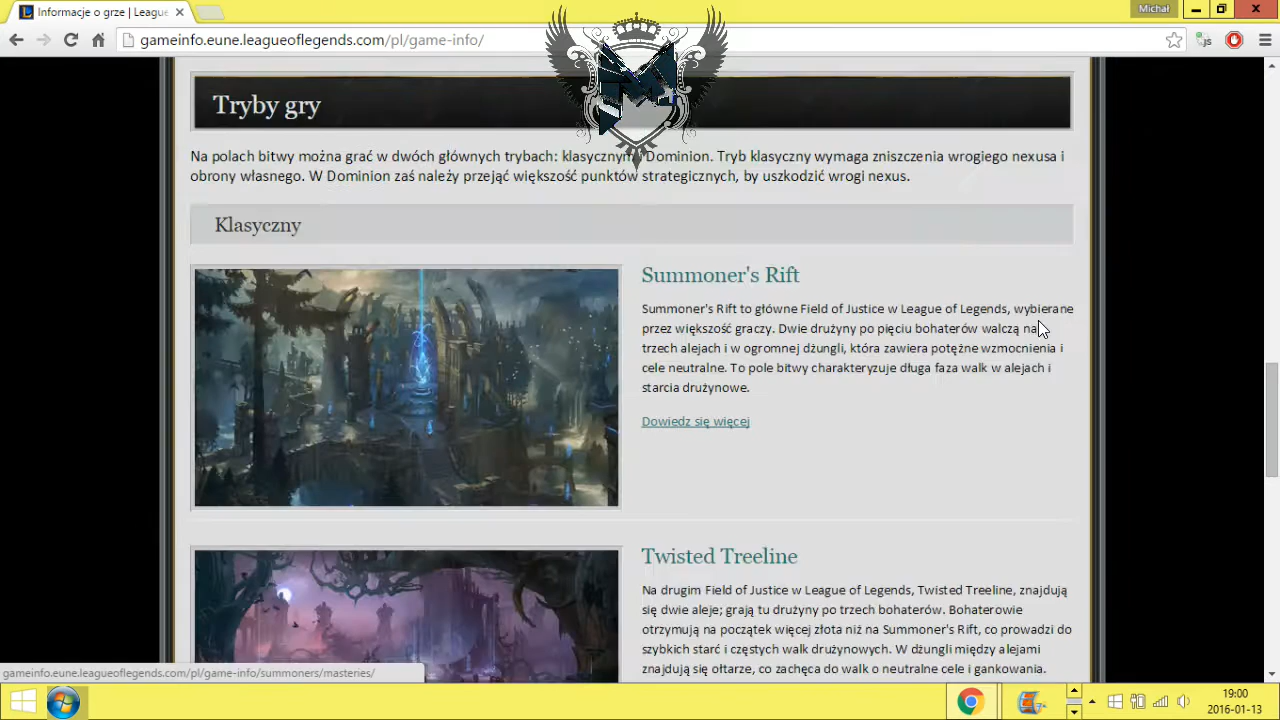 Informacje o grze | Leagu
Michał
gameinfo.eune.leagueoflegends.com/pl/game-info/
Tryby gry
Na polach bitwy można grać w dwóch głównych trybach: klasycznym Dominion. Tryb klasyczny wymaga zniszczenia wrogiego nexusa i
obrony własnego. W Dominion zaś należy przejąć większość punktów strategicznych, by uszkodzić wrogi nexus.
Klasyczny
Summoner's Rift
Summoner's Rift to główne Field of Justice w League of Legends, wybierane
przez większość graczy. Dwie drużyny po pięciu bohaterów walczą na
trzech alejach i w ogromnej dżungli, która zawiera potężne wzmocnienia i
cele neutralne. To pole bitwy charakteryzuje długa faza walk w alejach i
starcia drużynowe.
Dowiedz się więcej
Twisted Treeline
Na drugim Field of Justice w League of Legends, Twisted Treeline, znajdują
się dwie aleje; grają tu drużyny po trzech bohaterów. Bohaterowie
otrzymują na początek więcej złota niż na Summoner's Rift, co prowadzi do
szybkich starć i częstych walk drużynowych. W dżungli między alejami
znajdują się ołtarze, co zachęca do walk o neutralne cele i gankowania.
gameinfo.eune.leagueoflegends.com/pl/game-info/summoners/masteries/
19:00
2016-01-13